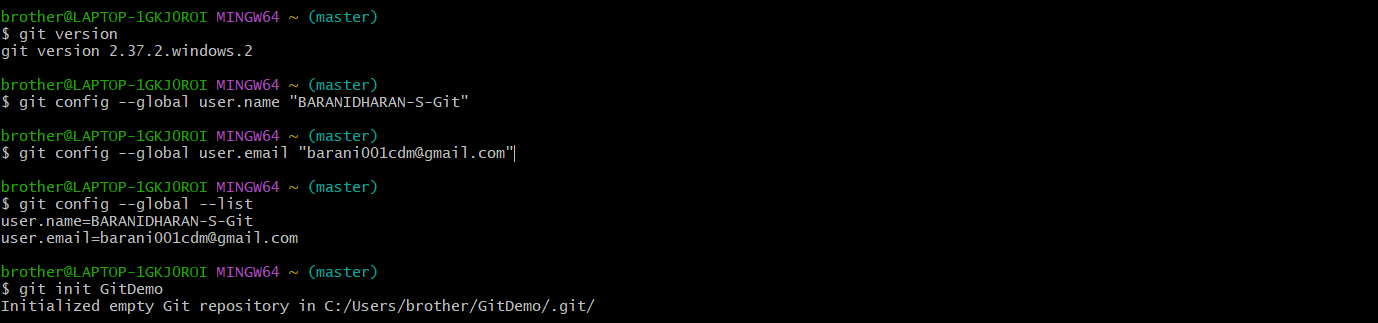 brother@LAPTOP-1GKJ0ROI MINGW64 ~ (master)
$ git version
git version 2.37.2.windows.2
brother@LAPTOP-1GKJ0ROI MINGW64 ~ (master)
$ git config --global user.name "BARANIDHARAN-S-Git"
brother@LAPTOP-1GKJ0ROI MINGW64 ~ (master)
$ git config --global user.email "barani001cdm@gmail.com"
brother@LAPTOP-1GKJ0ROI MINGW64 ~ (master)
$ git config --global --list
user.name=BARANIDHARAN-S-Git
user.email=barani001cdm@gmail.com
brother@LAPTOP-1GKJ0ROI MINGW64 ~ (master)
$ git init GitDemo
Initialized empty Git repository in C:/Users/brother/GitDemo/.git/